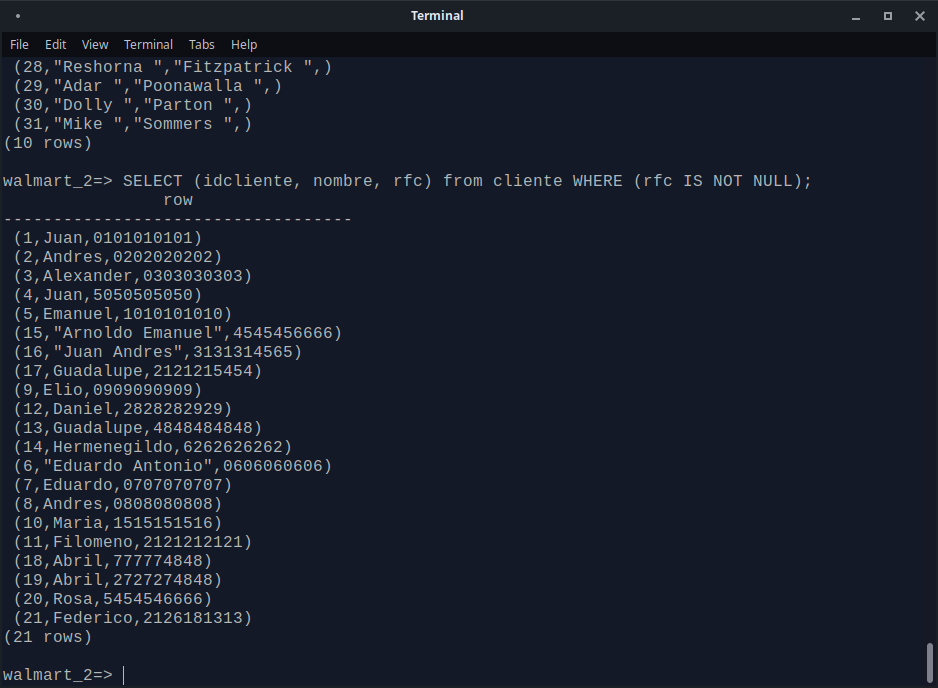 Terminal
File Edit View Terminal Tabs Help
(28,"Reshorna ","Fitzpatrick ",)
(29,"Adar ","Poonawalla ",)
(30,"Dolly ","Parton ",)
(31,"Mike ","Sommers ",)
(10 rows)
walmart_2=> SELECT (idcliente, nombre, rfc) from cliente WHERE (rfc IS NOT NULL);
row
-----------------------------------
(1,Juan,0101010101)
(2,Andres,0202020202)
(3,Alexander,0303030303)
(4,Juan,5050505050)
(5,Emanuel,1010101010)
(15,"Arnoldo Emanuel",4545456666)
(16,"Juan Andres",3131314565)
(17,Guadalupe,2121215454)
(9,Elio,0909090909)
(12,Daniel,2828282929)
(13,Guadalupe,4848484848)
(14,Hermenegildo,6262626262)
(6,"Eduardo Antonio",0606060606)
(7,Eduardo,0707070707)
(8,Andres,0808080808)
(10,Maria,1515151516)
(11,Filomeno,2121212121)
(18,Abril,777774848)
(19,Abril,2727274848)
(20,Rosa,5454546666)
(21,Federico,2126181313)
(21 rows)
walmart_2=>